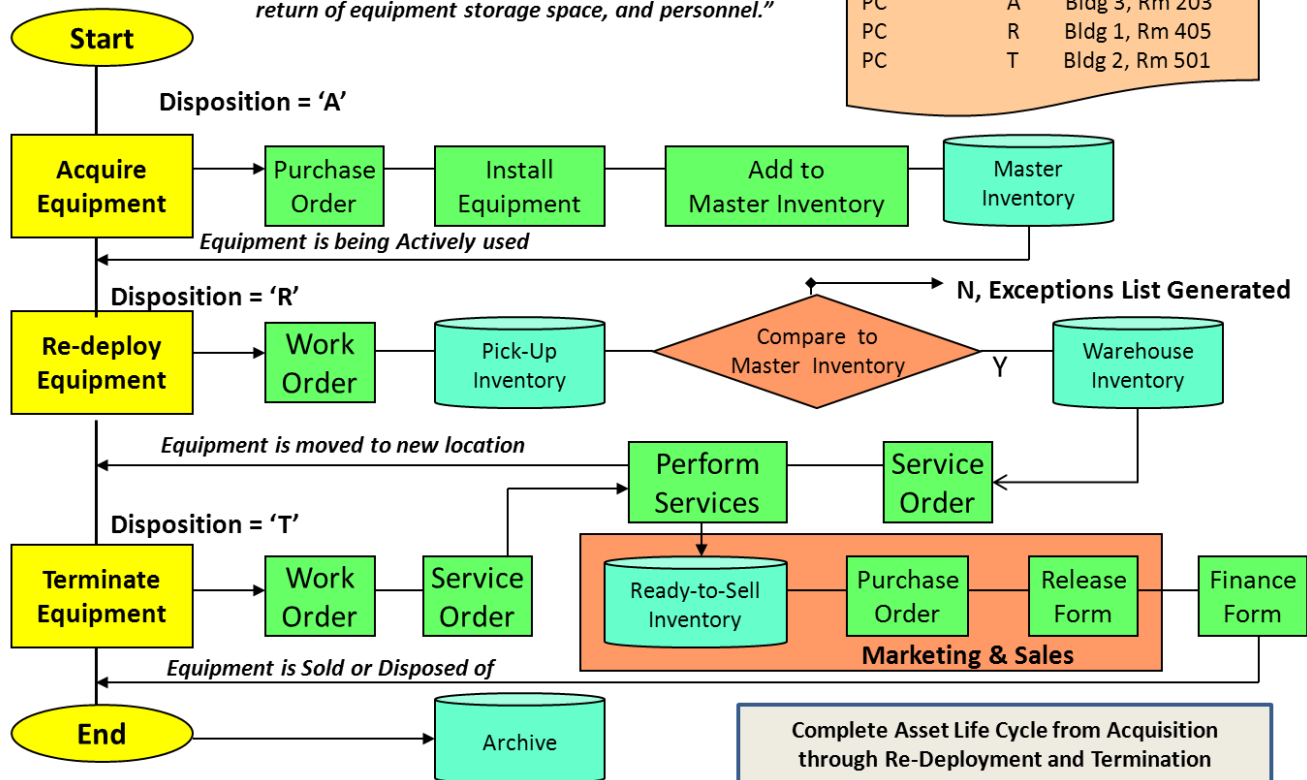 return of equipment storage space, and personnel.”
PC A Bldg 3, Rm 203
PC R Bldg 1, Rm 405
PC T Bldg 2, Rm 501
Start
Disposition = ‘A’
Acquire
Equipment
Purchase
Order
Install
Equipment
Add to
Master Inventory
Master
Inventory
Equipment is being Actively used
Disposition = ‘R’
N, Exceptions List Generated
Re-deploy
Equipment
Work
Order
Pick-Up
Inventory
Compare to
Master Inventory
Y
Warehouse
Inventory
Equipment is moved to new location
Perform
Services
Service
Order
Disposition = ‘T’
Terminate
Equipment
Work
Order
Service
Order
Ready-to-Sell
Inventory
Purchase
Order
Release
Form
Finance
Form
Marketing & Sales
Equipment is Sold or Disposed of
End
Archive
Complete Asset Life Cycle from Acquisition
through Re-Deployment and Termination